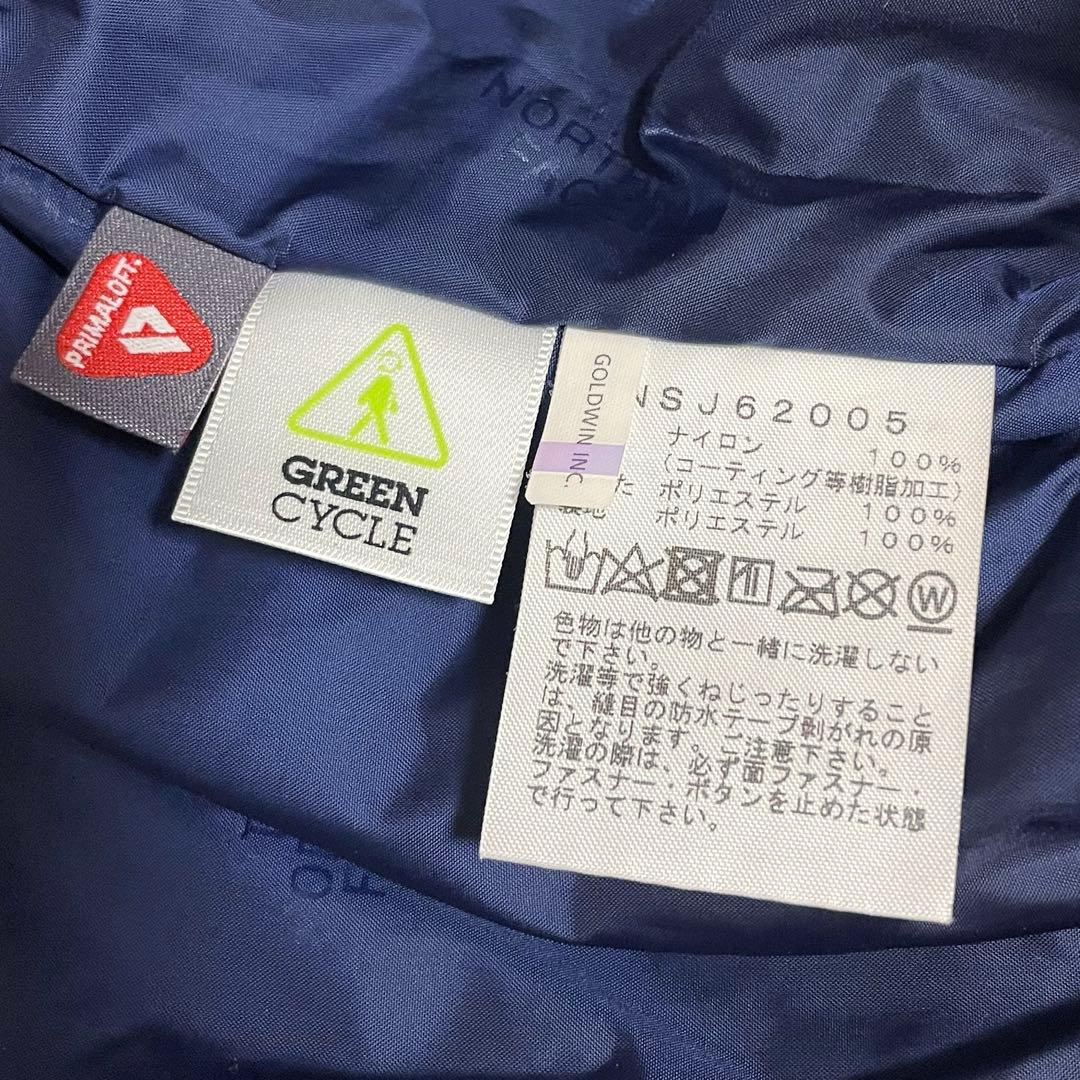 NORTH
PRIMALOFT®
GREEN
CYCLE
GOLDWIN INC.
NSJ62005
ナイロン 100%
(コーティング等樹脂加工)
た ポリエステル 100%
裏地 ポリエステル 100%
W
色物は他の物と一緒に洗濯しない
で下さい。
洗濯等で強くねじったりすること
は、縫目の防水テープ剥がれの原
因となります。ご注意下さい。
洗濯の際は、必ず面ファスナー・
ファスナー・ボタンを止めた状態
で行って下さい。